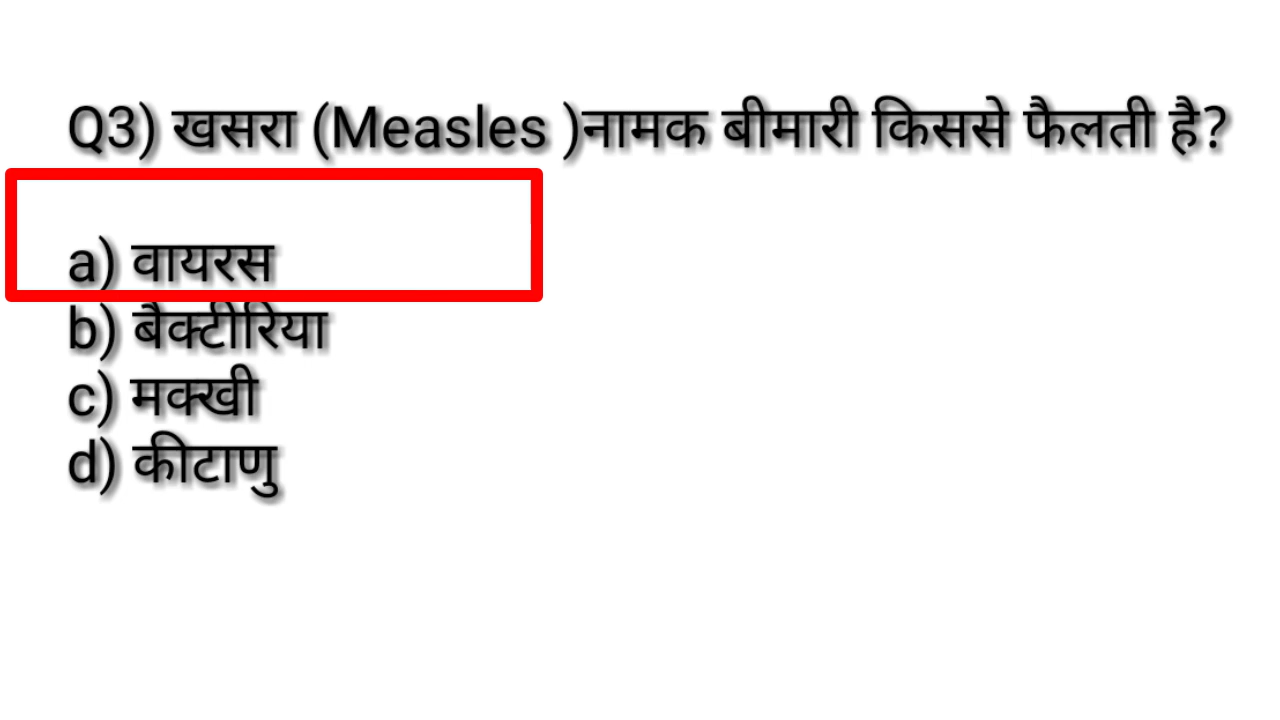 Q3) खसरा (Measles )नामक बीमारी किससे फैलती है?
a) वायरस
b) बैक्टीरिया
c) मक्खी
d) कीटाणु